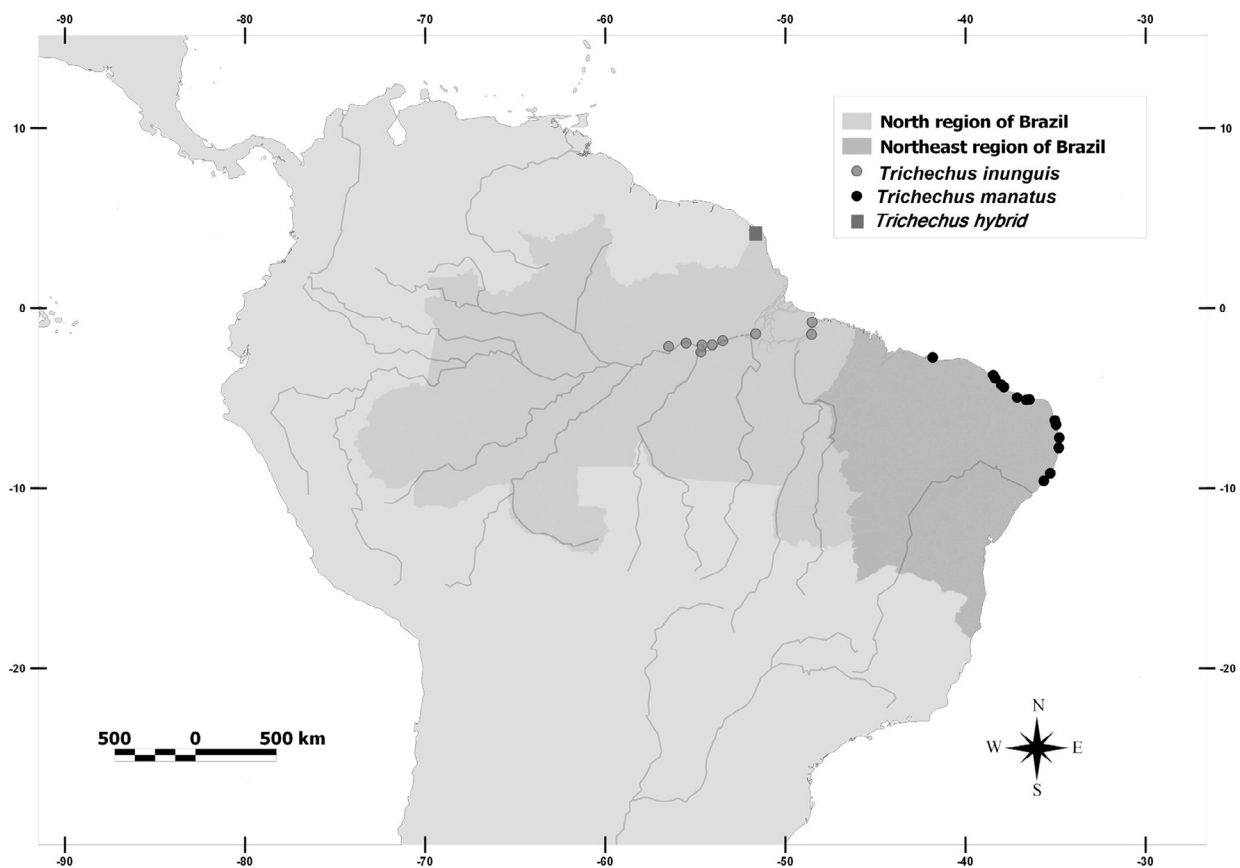 -90 -80 -70 -60 -50 -40 -30
10 10
North region of Brazil
Northeast region of Brazil
Trichechus inunguis
Trichechus manatus
Trichechus hybrid
0 0
-10 -10
-20 -20
500 0 500 km
N
W E
S
-90 -80 -70 -60 -50 -40 -30